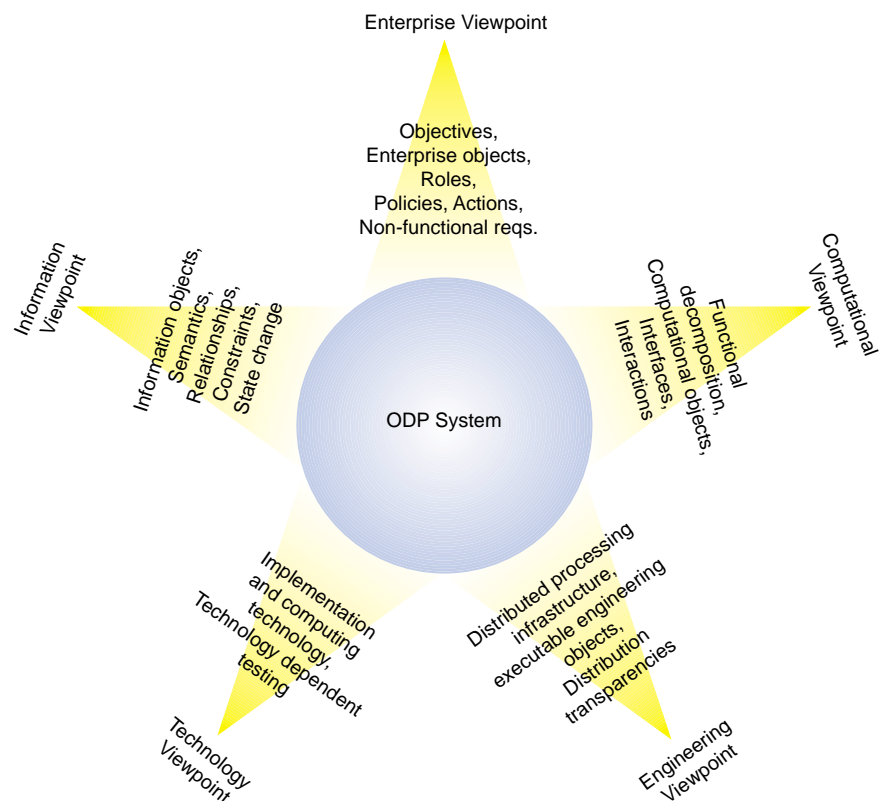 Enterprise Viewpoint
Objectives,
Enterprise objects,
Roles,
Policies, Actions,
Non-functional reqs.
Information
Viewpoint
Information objects,
Semantics,
Relationships,
Constraints,
State change
Computational
Viewpoint
Functional
decomposition,
Computational objects,
Interfaces,
Interactions
ODP System
Implementation
and computing
technology,
Technology dependent
testing
Technology
Viewpoint
Distributed processing
infrastructure,
executable engineering
objects,
Distribution
transparencies
Engineering
Viewpoint